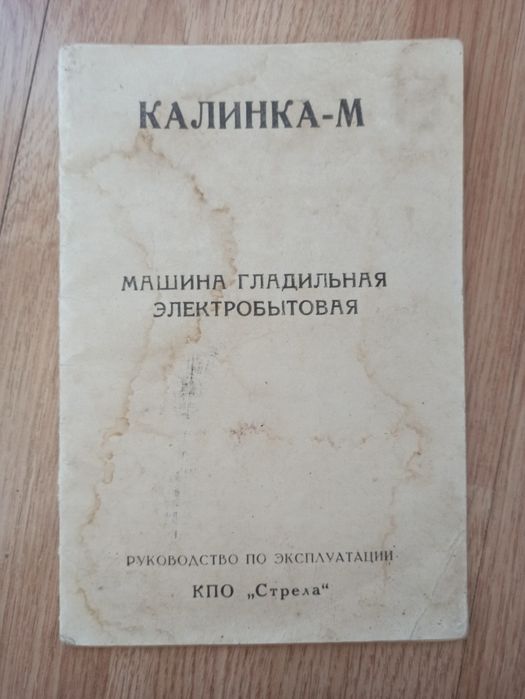 КАЛИНКА-М
МАШИНА ГЛАДИЛЬНАЯ
ЭЛЕКТРОБЫТОВАЯ
РУКОВОДСТВО ПО ЭКСПЛУАТАЦИИ
КПО „Стрела"